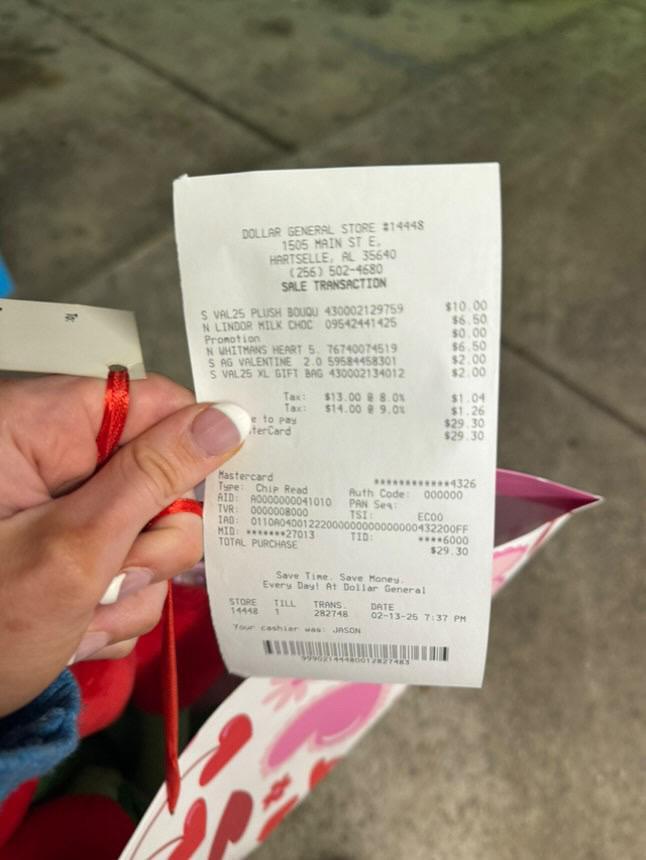 DOLLAR GENERAL STORE #14448
1505 MAIN ST E,
HARTSELLE, AL 35640
(256) 502-4680
SALE TRANSACTION
S VAL25 PLUSH BOUQU 430002129759 $10.00
N LINDOR MILK CHOC 09542441425 $6.50
Promotion $0.00
N WHITMANS HEART 5. 76740074519 $6.50
S AG VALENTINE 2.0 59584458301 $2.00
S VAL25 XL GIFT BAG 430002134012 $2.00
Tax: $13.00 @ 8.0% $1.04
Tax: $14.00 @ 9.0% $1.26
e to pay $29.30
terCard $29.30
Mastercard ************4326
Type: Chip Read Auth Code: 000000
AID: A0000000041010 PAN Seq:
TVR: 0000008000 TSI: EC00
IAD: 0110A04001222000000000000000432200FF
MID: *******27013 TID: ****6000
TOTAL PURCHASE $29.30
Save Time. Save Money.
Every Day! At Dollar General
STORE TILL TRANS. DATE
14448 1 282748 02-13-25 7:37 PM
Your cashier was: JASON
99902144480012827483